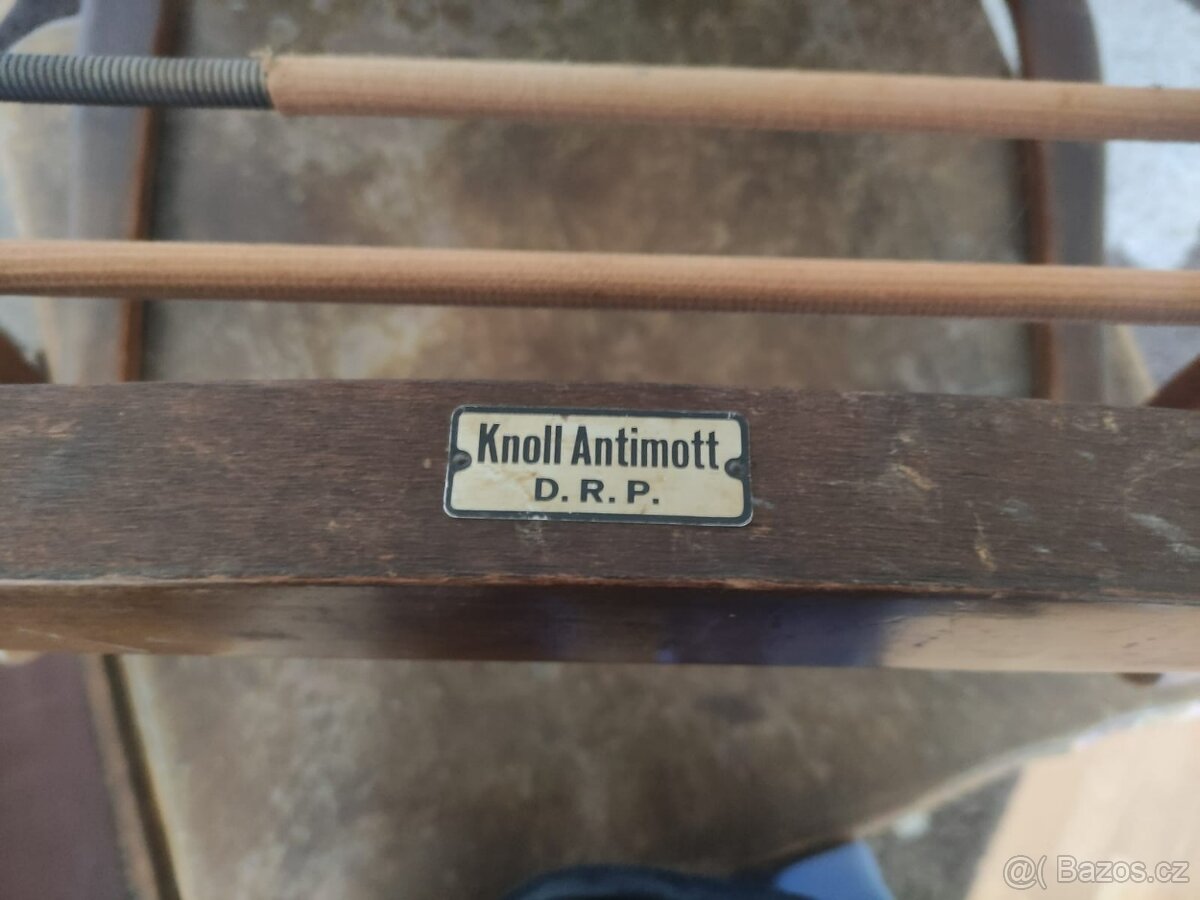 Knoll Antimott
D. R. P.
@( Bazos.cz